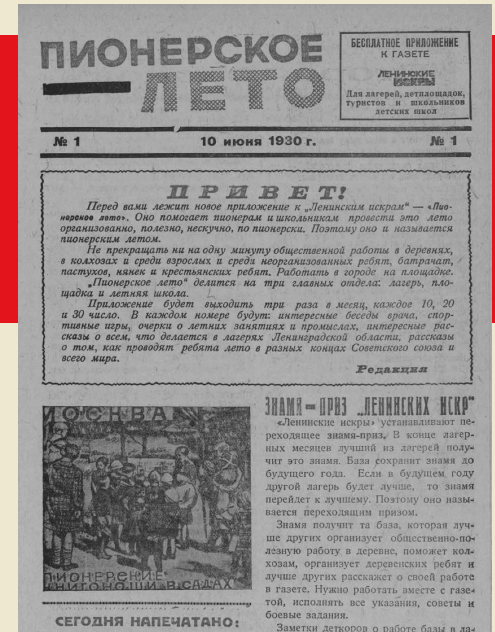 ПИОНЕРСКОЕ
ЛЕТО
БЕСПЛАТНОЕ ПРИЛОЖЕНИЕ
К ГАЗЕТЕ
ЛЕНИНСКИЕ
ИСКРЫ
Для лагерей, детплощадок,
туристов и школьников
детских школ
№ 1
10 июня 1930 г.
№ 1
ПРИВЕТ!
Перед вами лежит новое приложение к „Ленинским искрам“ — «Пио-
нерское лето». Оно помогает пионерам и школьникам провести это лето
организованно, полезно, нескучно, по пионерски. Поэтому оно и называется
пионерским летом.
Не прекращать ни на одну минуту общественной работы в деревнях,
в колхозах и среди взрослых и среди неорганизованных ребят, батрачат,
пастухов, нянек и крестьянских ребят. Работать в городе на площадке.
„Пионерское лето“ делится на три главных отдела: лагерь, пло-
щадка и летняя школа.
Приложение будет выходить три раза в месяц, каждое 10, 20
и 30 число. В каждом номере будут: интересные беседы врача, спор-
тивные игры, очерки о летних занятиях и промыслах, интересные рас-
сказы о всем, что делается в лагерях Ленинградской области, рассказы
о том, как проводят ребята лето в разных концах Советского союза и
всего мира.
Редакция
МОСКВА
ПИОНЕРСКИЕ
КНИГОНОШИ В САДАХ
СЕГОДНЯ НАПЕЧАТАНО:
ЗНАМЯ—ПРИЗ „ЛЕНИНСКИХ ИСКР“
«Ленинские искры» устанавливают пе-
реходящее знамя-приз. В конце лагер-
ных месяцев лучший из лагерей полу-
чит это знамя. База сохранит знамя до
будущего года. Если в будущем году
другой лагерь будет лучше, то знамя
перейдет к лучшему. Поэтому оно назы-
вается переходящим призом.
Знамя получит та база, которая луч-
ше других организует общественно-по-
лезную работу в деревне, поможет кол-
хозам, организует деревенских ребят и
лучше других расскажет о своей работе
в газете. Нужно работать вместе с газе-
той, исполнять все указания, советы и
боевые задания.
Заметки деткоров о работе базы в ла-